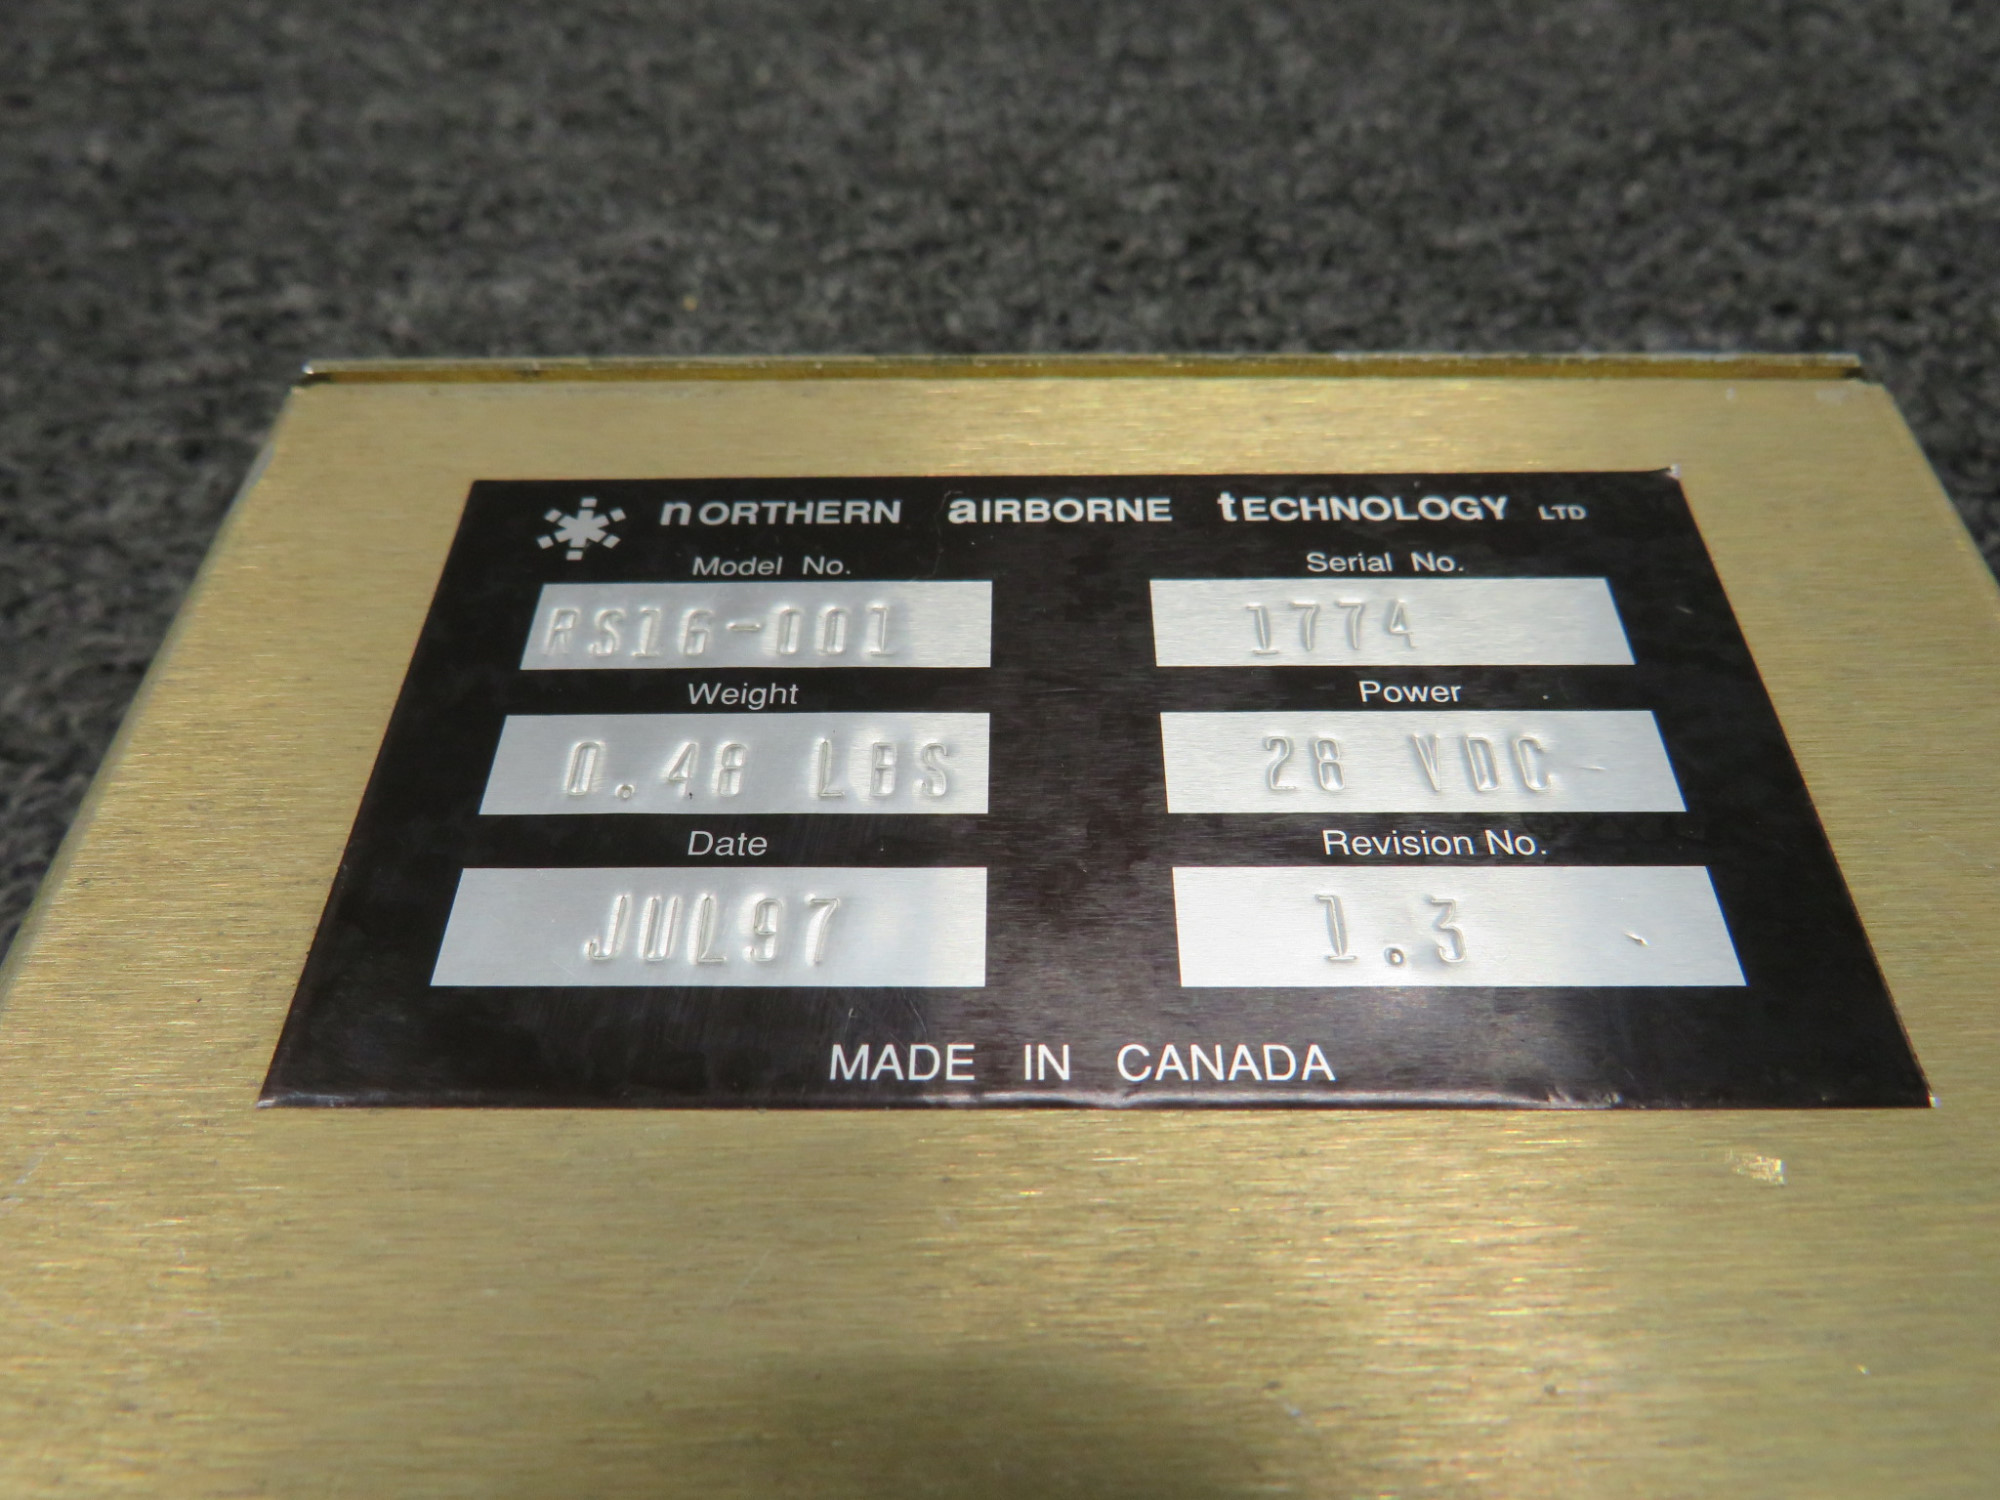 nORTHERN aIRBORNE tECHNOLOGY LTD
Model No. Serial No.
RS16-001 1774
Weight Power
0.48 LBS 28 VDC
Date Revision No.
JUL97 1.3
MADE IN CANADA